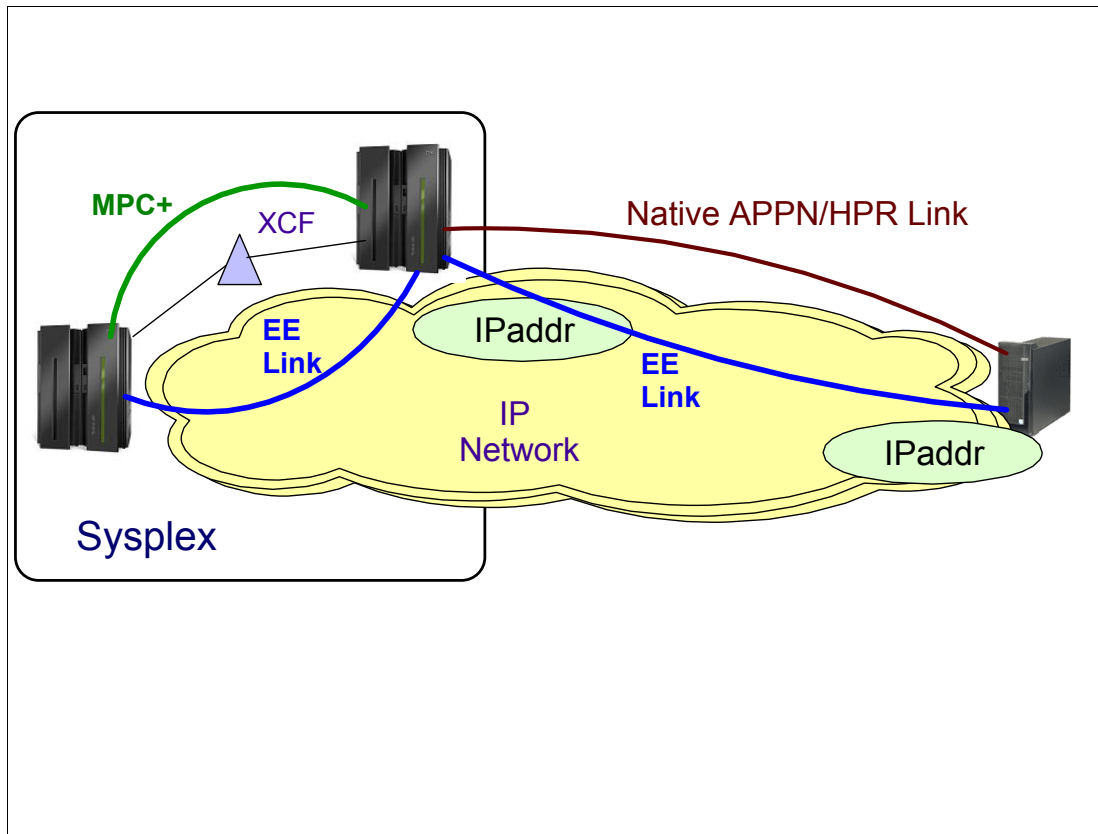 MPC+
XCF
Native APPN/HPR Link
EE
Link
IPaddr
EE
Link
IP
Network
IPaddr
Sysplex